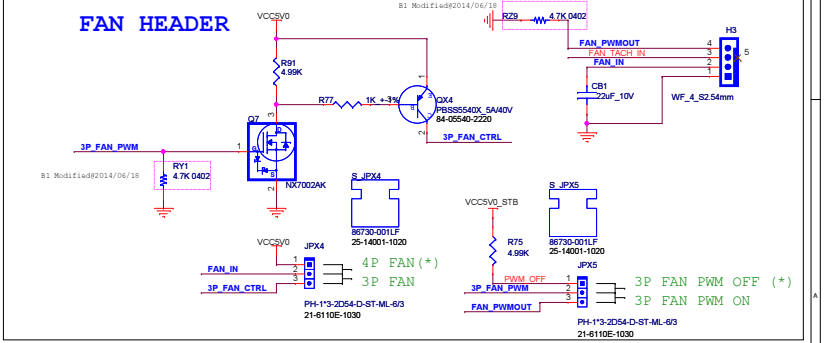 B1 Modified@2014/06/18
RZ9
4.7K 0402
FAN HEADER
VCC5V0
H3
FAN_PWMOUT
4
FAN_TACH_IN
3
5
FAN_IN
2
1
R91
4.99K
CB1
22uF_10V
WF_4_S2.54mm
R77
1K +-1%
3
1
QX4
PBSS5540X_5A/40V
84-05540-2220
2
3P_FAN_CTRL
Q7
3
D
G
S
3P_FAN_PWM
1
2
NX7002AK
B1 Modified@2014/06/18
RY1
4.7K 0402
S_JPX4
86730-001LF
25-14001-1020
S_JPX5
86730-001LF
25-14001-1020
VCC5V0_STB
R75
4.99K
VCC5V0
JPX4
FAN_IN
3P_FAN_CTRL
1
2
3
4P FAN(*)
3P FAN
PH-1*3-2D54-D-ST-ML-6/3
21-6110E-1030
JPX5
PWM_OFF
3P_FAN_PWM
FAN_PWMOUT
1
2
3
3P FAN PWM OFF (*)
3P FAN PWM ON
PH-1*3-2D54-D-ST-ML-6/3
21-6110E-1030
A